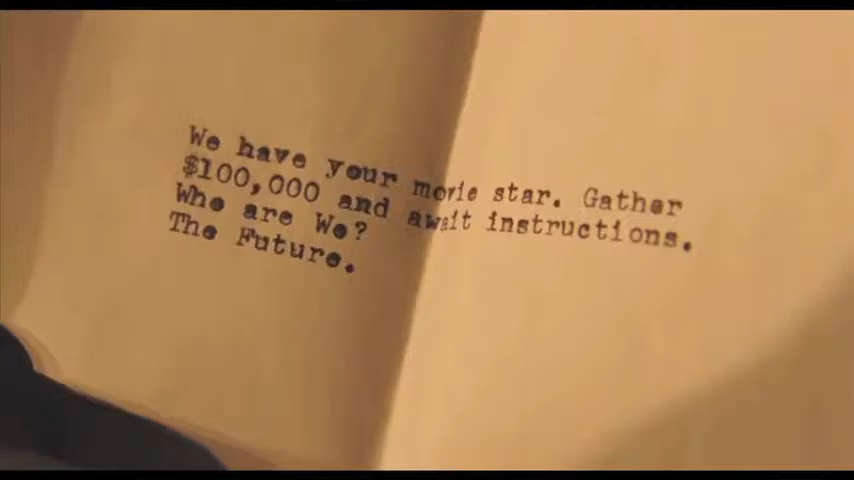 We have your movie star. Gather
$100,000 and await instructions.
Who are We?
The Future.